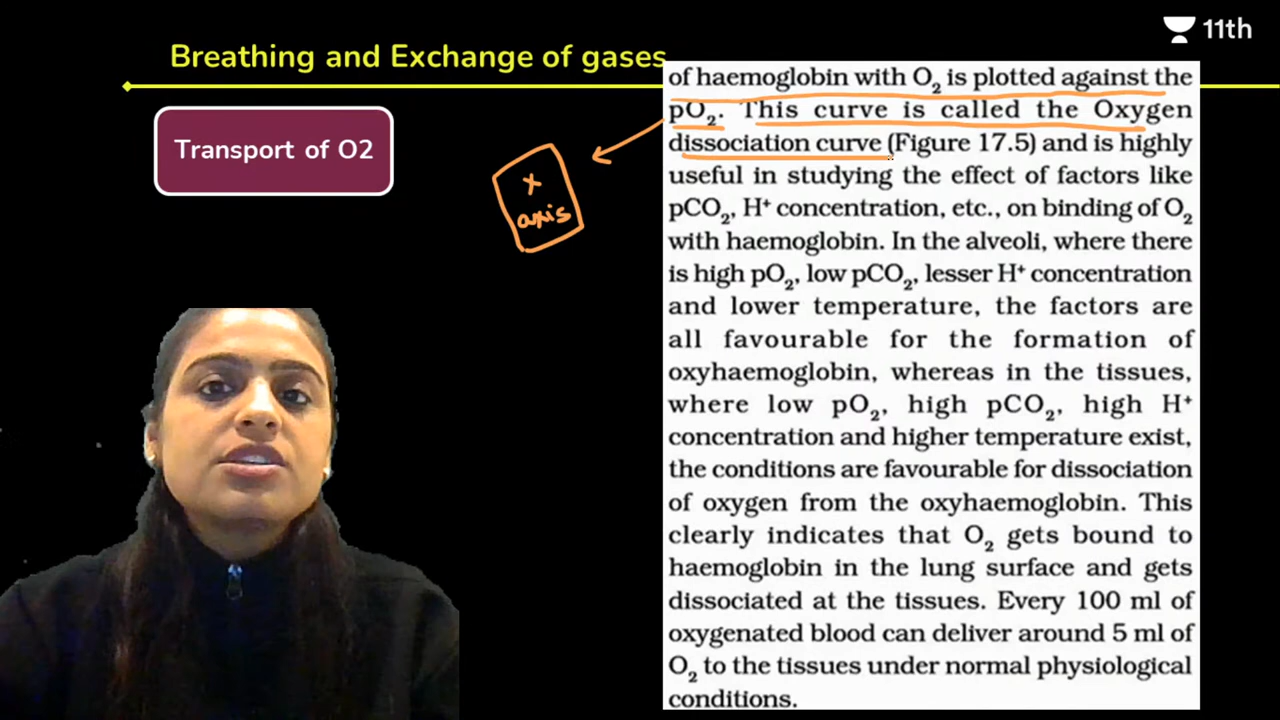 11th
Breathing and Exchange of gases
Transport of O2
x
axis
of haemoglobin with O₂ is plotted against the
pO₂. This curve is called the Oxygen
dissociation curve (Figure 17.5) and is highly
useful in studying the effect of factors like
pCO₂, H⁺ concentration, etc., on binding of O₂
with haemoglobin. In the alveoli, where there
is high pO₂, low pCO₂, lesser H⁺ concentration
and lower temperature, the factors are
all favourable for the formation of
oxyhaemoglobin, whereas in the tissues,
where low pO₂, high pCO₂, high H⁺
concentration and higher temperature exist,
the conditions are favourable for dissociation
of oxygen from the oxyhaemoglobin. This
clearly indicates that O₂ gets bound to
haemoglobin in the lung surface and gets
dissociated at the tissues. Every 100 ml of
oxygenated blood can deliver around 5 ml of
O₂ to the tissues under normal physiological
conditions.